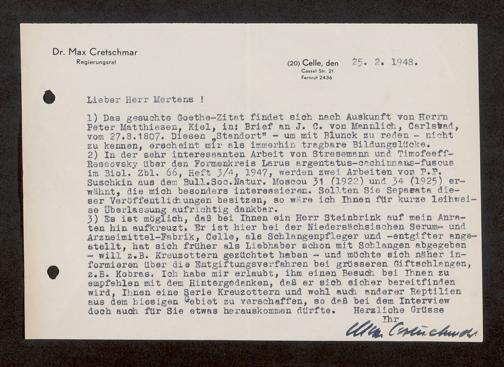 Dr. Max Cretschmar
Regierungsrat
(20) Celle, den 25. 2. 1948.
Casset Str. 21
Fernruf 2436
Lieber Herr Mertens !
1) Das gesuchte Goethe-Zitat findet sich nach Auskunft von Herrn
Peter Matthiesen, Kiel, in: Brief an J. C. von Mannlich, Carlsbad,
vom 27.8.1807. Diesen "Standort" - um mit Blunck zu reden - nicht
zu kennen, erscheint mir als immerhin tragbare Bildungslücke.
2) In der sehr interessanten Arbeit von Stresemann und Timofeeff-
Ressovsky über den Formenkreis Larus argentatus-cachinnans-fuscus
im Biol. Zbl. 66, Heft 3/4, 1947, werden zwei Arbeiten von P.P.
Suschkin aus dem Bull.Soc.Natur. Moscou 31 (1922) und 34 (1925) er-
wähnt, die mich besonders interessieren. Sollten Sie Separata die-
ser Veröffentlichungen besitzen, so wäre ich Ihnen für kurze leihwei-
se Überlassung aufrichtig dankbar.
3) Es ist möglich, daß bei Ihnen ein Herr Steinbrink auf mein Anra-
ten hin aufkreuzt. Er ist hier bei der Niedersächsischen Serum- und
Arzneimittel-Fabrik, Celle, als Schlangenpfleger und -entgifter ange-
stellt, hat sich früher als Liebhaber schon mit Schlangen abgegeben
- will z.B. Kreuzottern gezüchtet haben - und möchte sich näher in-
formieren über die Entgiftungsverfahren bei grösseren Giftschlangen,
z.B. Kobras. Ich habe mir erlaubt, ihm einen Besuch bei Ihnen zu
empfehlen mit dem Hintergedanken, daß er sich sicher bereitfinden
wird, Ihnen eine Serie Kreuzottern und wohl auch anderer Reptilien
aus dem hiesigen Gebiet zu verschaffen, so daß bei dem Interview
doch auch für Sie etwas herauskommen dürfte. Herzliche Grüsse
Ihr
Max Cretschmar